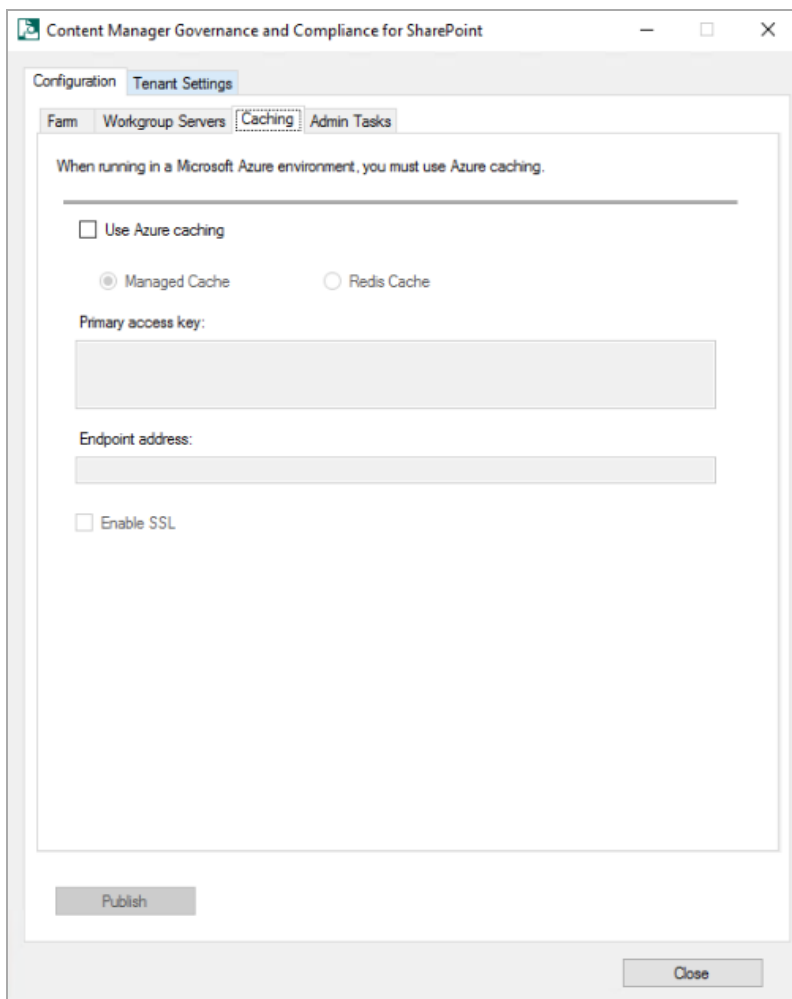 Content Manager Governance and Compliance for SharePoint
Configuration Tenant Settings
Farm Workgroup Servers Caching Admin Tasks
When running in a Microsoft Azure environment, you must use Azure caching.
Use Azure caching
Managed Cache Redis Cache
Primary access key:
Endpoint address:
Enable SSL
Publish
Close